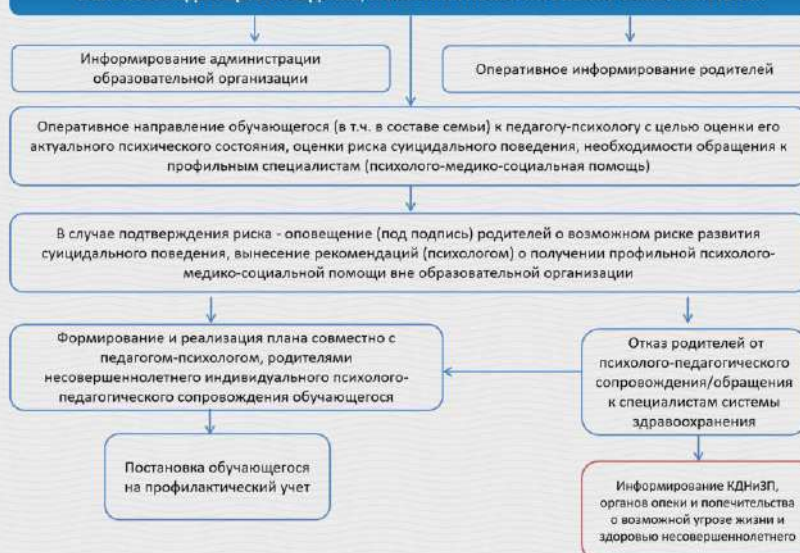 Информирование администрации
образовательной организации
Оперативное информирование родителей
Оперативное направление обучающегося (в т.ч. в составе семьи) к педагогу-психологу с целью оценки его
актуального психического состояния, оценки риска суицидального поведения, необходимости обращения к
профильным специалистам (психолого-медико-социальная помощь)
В случае подтверждения риска - оповещение (под подпись) родителей о возможном риске развития
суицидального поведения, вынесение рекомендаций (психологом) о получении профильной психолого-
медико-социальной помощи вне образовательной организации
Формирование и реализация плана совместно с
педагогом-психологом, родителями
несовершеннолетнего индивидуального психолого-
педагогического сопровождения обучающегося
Отказ родителей от
психолого-педагогического
сопровождения/обращения
к специалистам системы
здравоохранения
Постановка обучающегося
на профилактический учет
Информирование КДНиЗП,
органов опеки и попечительства
о возможной угрозе жизни и
здоровью несовершеннолетнего